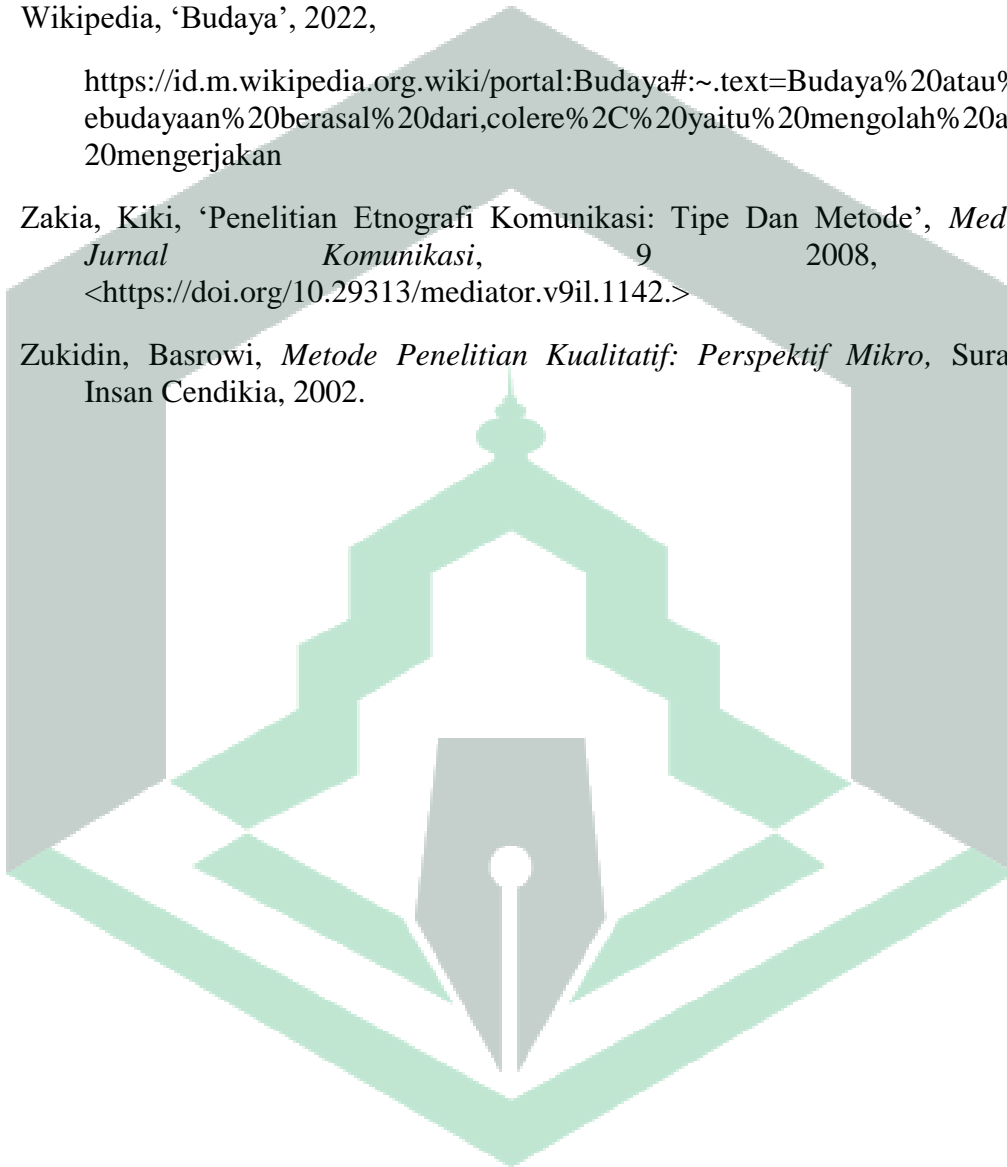 Wikipedia, ‘Budaya’, 2022,
https://id.m.wikipedia.org.wiki/portal:Budaya#:~.text=Budaya%20atau%
ebudayaan%20berasal%20dari,colere%2C%20yaitu%20mengolah%20a
20mengerjakan
Zakia, Kiki, ‘Penelitian Etnografi Komunikasi: Tipe Dan Metode’, Med
Jurnal Komunikasi, 9 2008,
<https://doi.org/10.29313/mediator.v9il.1142.>
Zukidin, Basrowi, Metode Penelitian Kualitatif: Perspektif Mikro, Sura
Insan Cendikia, 2002.